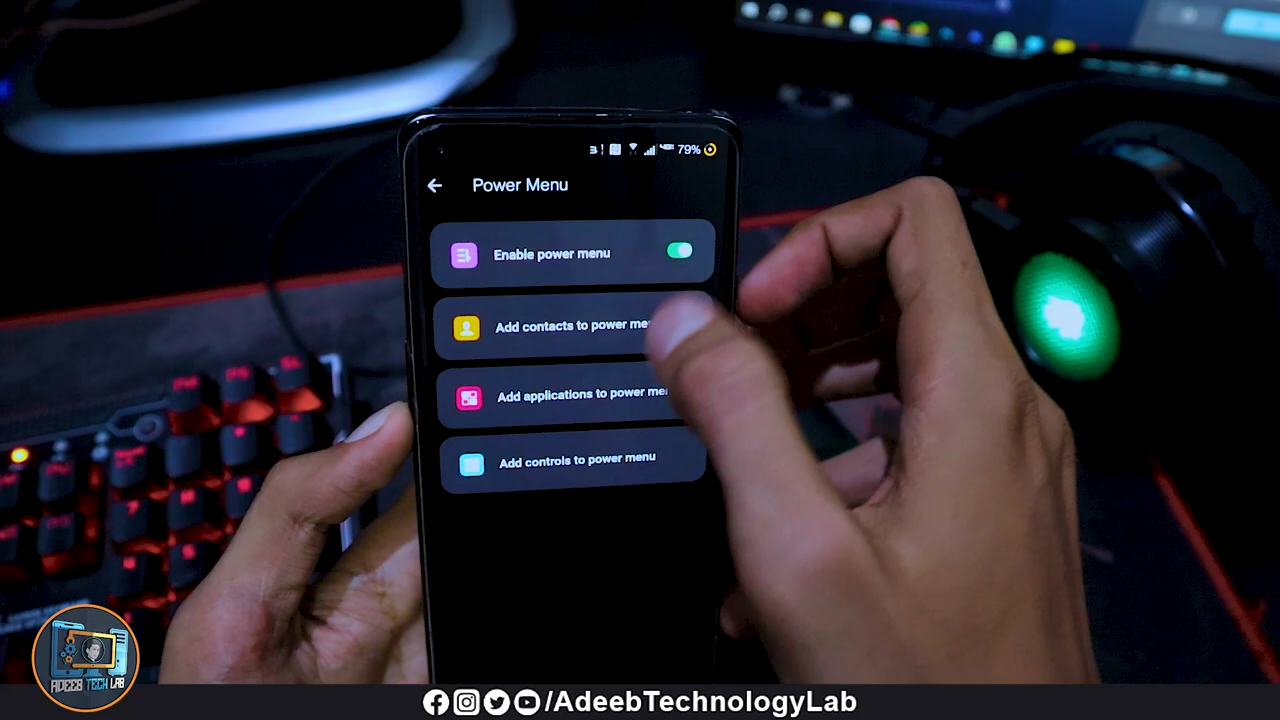 79%
Power Menu
Enable power menu
Add contacts to power me
Add applications to power me
Add controls to power menu
ADEEB TECH LAB
/AdeebTechnologyLab